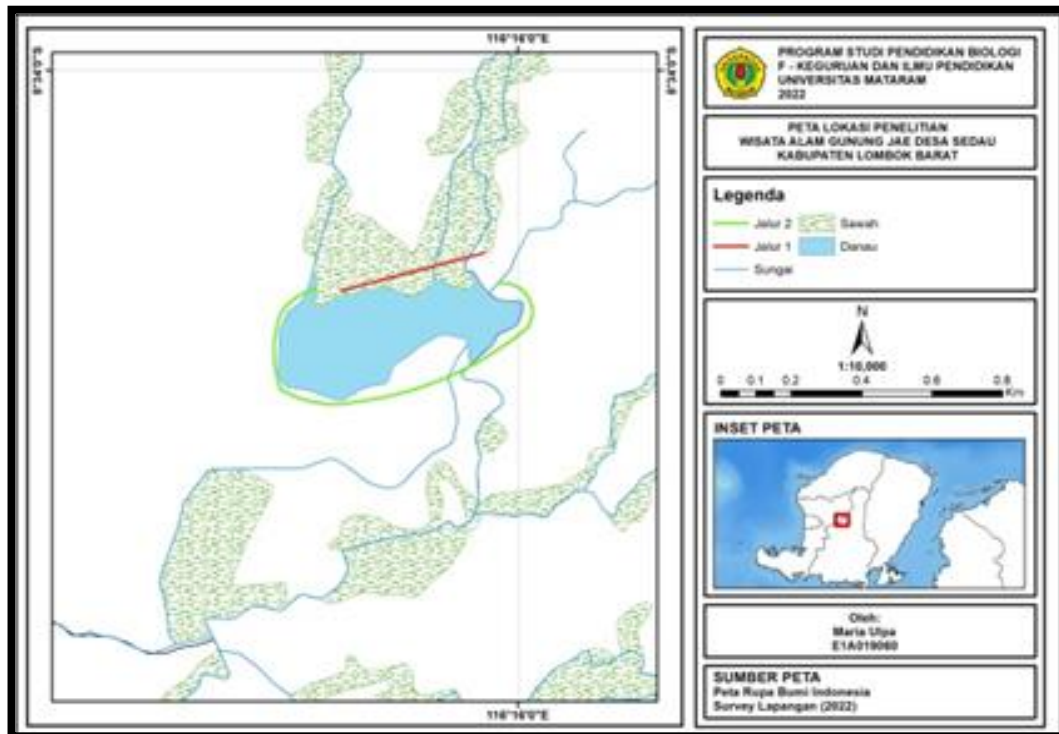 116°16'0"E
PROGRAM STUDI PENDIDIKAN BIOLOGI
F - KEGURUAN DAN ILMU PENDIDIKAN
UNIVERSITAS MATARAM
2022
PETA LOKASI PENELITIAN
WISATA ALAM GUNUNG JAE DESA SEDAU
KABUPATEN LOMBOK BARAT
Legenda
Jalur 2 Sawah
Jalur 1 Danau
Sungai
N
1:10,000
0 0.1 0.2 0.4 0.6 0.8
Km
INSET PETA
Oleh:
Maria Ulpa
E1A019060
SUMBER PETA
Peta Rupa Bumi Indonesia
Survey Lapangan (2022)
116°16'0"E